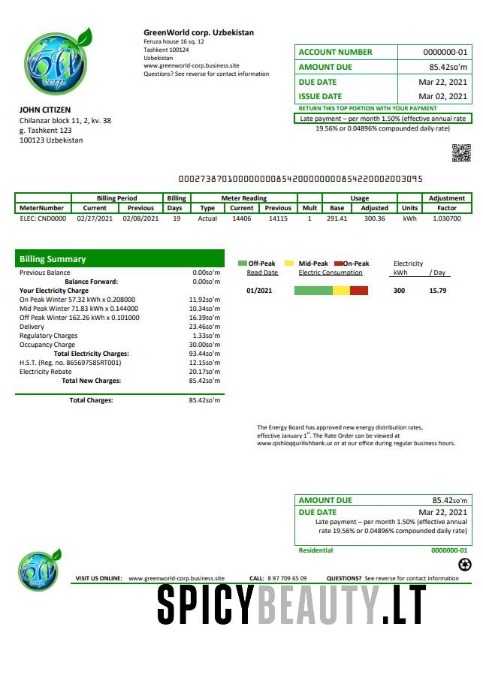 GreenWorld corp. Uzbekistan
Feruza house 16 sq, 12
Tashkent 100124
Uzbekistan
www.greenworld-corp.business.site
Questions? See reverse for contact information
ACCOUNT NUMBER 0000000-01
AMOUNT DUE 85.42so'm
DUE DATE Mar 22, 2021
ISSUE DATE Mar 02, 2021
RETURN THIS TOP PORTION WITH YOUR PAYMENT
Late payment – per month 1.50% (effective annual rate
19.56% or 0.04896% compounded daily rate)
JOHN CITIZEN
Chilanzar block 11, 2, kv. 38
g. Tashkent 123
100123 Uzbekistan
Billing Period Billing Meter Reading Usage Adjustment
MeterNumber Current Previous Days Type Current Previous Mult Base Adjusted Units Factor
ELEC: CND0000 02/27/2021 02/08/2021 19 Actual 14406 14115 1 291.41 300.36 kWh 1.030700
Billing Summary
Previous Balance 0.00so'm
Balance Forward: 0.00so'm
Your Electricity Charge
On Peak Winter 57.32 kWh x 0.208000 11.92so'm
Mid Peak Winter 71.83 kWh x 0.144000 10.34so'm
Off Peak Winter 162.26 kWh x 0.101000 16.39so'm
Delivery 23.46so'm
Regulatory Charges 1.33so'm
Occupancy Charge 30.00so'm
Total Electricity Charges: 93.44so'm
H.S.T. (Reg. no. 865697585RT001) 12.15so'm
Electricity Rebate 20.17so'm
Total New Charges: 85.42so'm
Total Charges: 85.42so'm
Off-Peak Mid-Peak On-Peak Electricity
Read Date Electric Consumption kWh / Day
01/2021 300 15.79
The Energy Board has approved new energy distribution rates,
effective January 1st. The Rate Order can be viewed at
www.qishloqqurilishbank.uz or at our office during regular business hours.
AMOUNT DUE 85.42so'm
DUE DATE Mar 22, 2021
Late payment – per month 1.50% (effective annual
rate 19.56% or 0.04896% compounded daily rate)
Residential 0000000-01
VISIT US ONLINE: www.greenworld-corp.business.site CALL: 8 97 709 65 09 QUESTIONS? See reverse for contact information
SPICYBEAUTY.LT